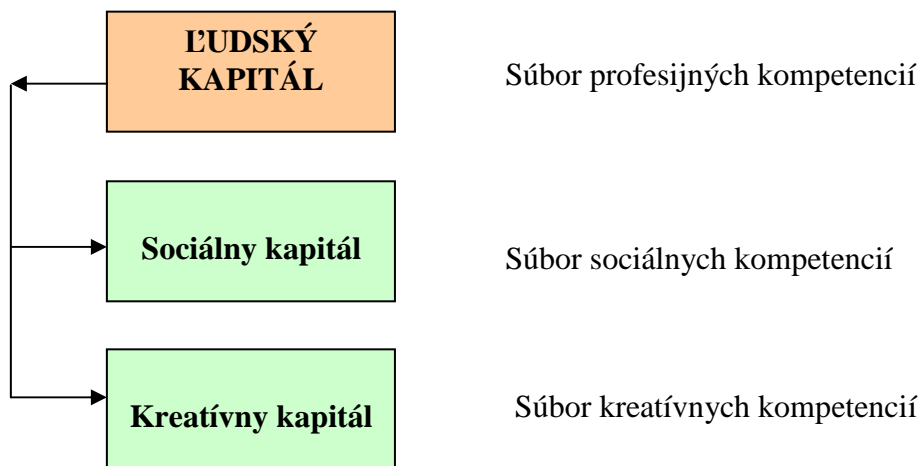 ĽUDSKÝ
KAPITÁL
Súbor profesijných kompetencií
Sociálny kapitál
Súbor sociálnych kompetencií
Kreatívny kapitál
Súbor kreatívnych kompetencií